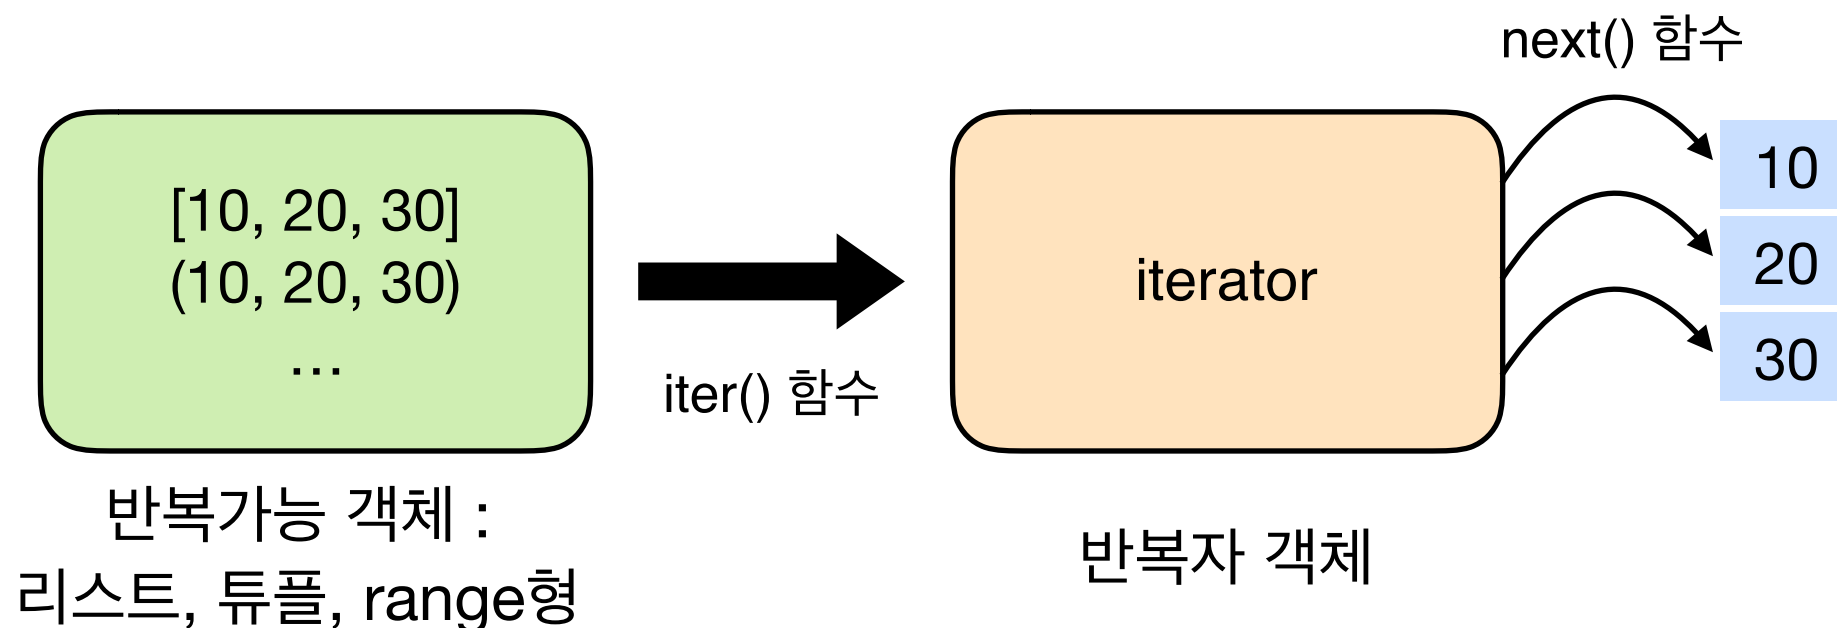 next() 함수
[10, 20, 30]
(10, 20, 30)
...
iter() 함수
iterator
10
20
30
반복가능 객체 :
리스트, 튜플, range형
반복자 객체